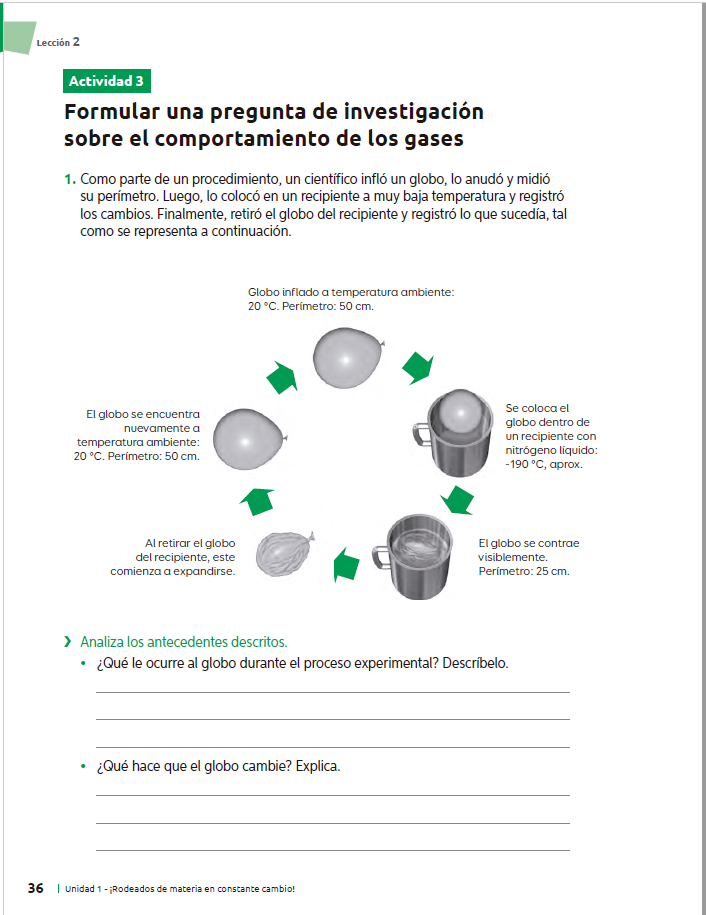 Lección 2
Actividad 3
Formular una pregunta de investigación
sobre el comportamiento de los gases
1. Como parte de un procedimiento, un científico infló un globo, lo anudó y midió
su perímetro. Luego, lo colocó en un recipiente a muy baja temperatura y registró
los cambios. Finalmente, retiró el globo del recipiente y registró lo que sucedía, tal
como se representa a continuación.
Globo inflado a temperatura ambiente:
20 °C. Perímetro: 50 cm.
Se coloca el
globo dentro de
un recipiente con
nitrógeno líquido:
-190 °C, aprox.
El globo se contrae
visiblemente.
Perímetro: 25 cm.
Al retirar el globo
del recipiente, este
comienza a expandirse.
El globo se encuentra
nuevamente a
temperatura ambiente:
20 °C. Perímetro: 50 cm.
❯ Analiza los antecedentes descritos.
• ¿Qué le ocurre al globo durante el proceso experimental? Descríbelo.
• ¿Qué hace que el globo cambie? Explica.
36 | Unidad 1 - ¡Rodeados de materia en constante cambio!